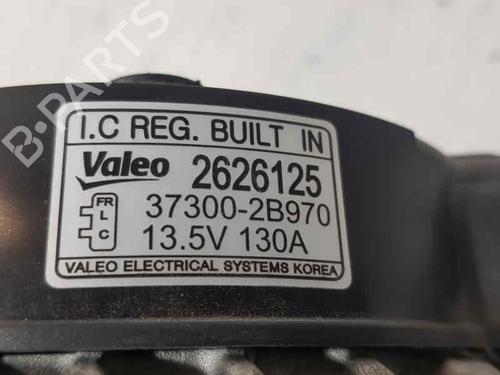 I.C REG. BUILT IN
Valeo 2626125
FR
L
C
37300-2B970
13.5V 130A
VALEO ELECTRICAL SYSTEMS KOREA
B-PARTS